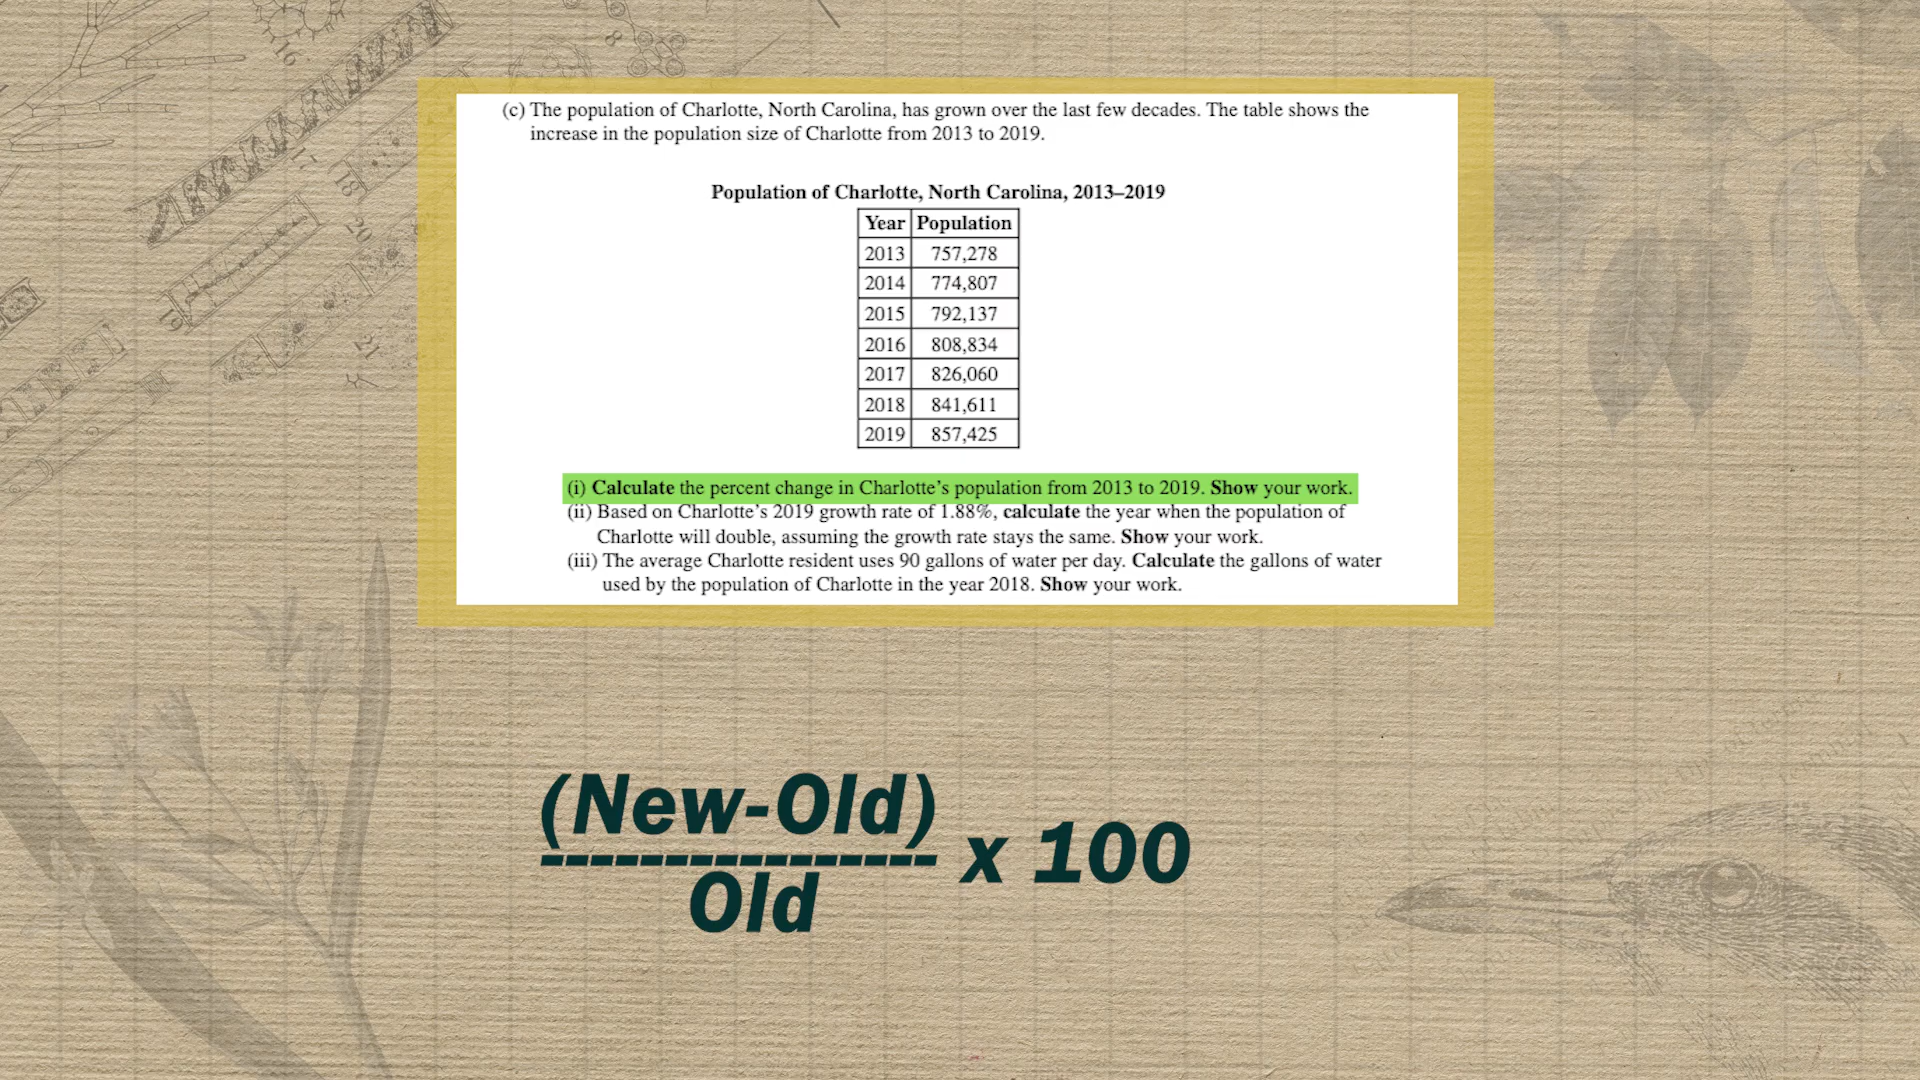 (c) The population of Charlotte, North Carolina, has grown over the last few decades. The table shows the
increase in the population size of Charlotte from 2013 to 2019.
Population of Charlotte, North Carolina, 2013–2019
Year Population
2013 757,278
2014 774,807
2015 792,137
2016 808,834
2017 826,060
2018 841,611
2019 857,425
(i) Calculate the percent change in Charlotte’s population from 2013 to 2019. Show your work.
(ii) Based on Charlotte’s 2019 growth rate of 1.88%, calculate the year when the population of
Charlotte will double, assuming the growth rate stays the same. Show your work.
(iii) The average Charlotte resident uses 90 gallons of water per day. Calculate the gallons of water
used by the population of Charlotte in the year 2018. Show your work.
(New-Old)
----------------
Old
x 100
16
8
17
18
20
21